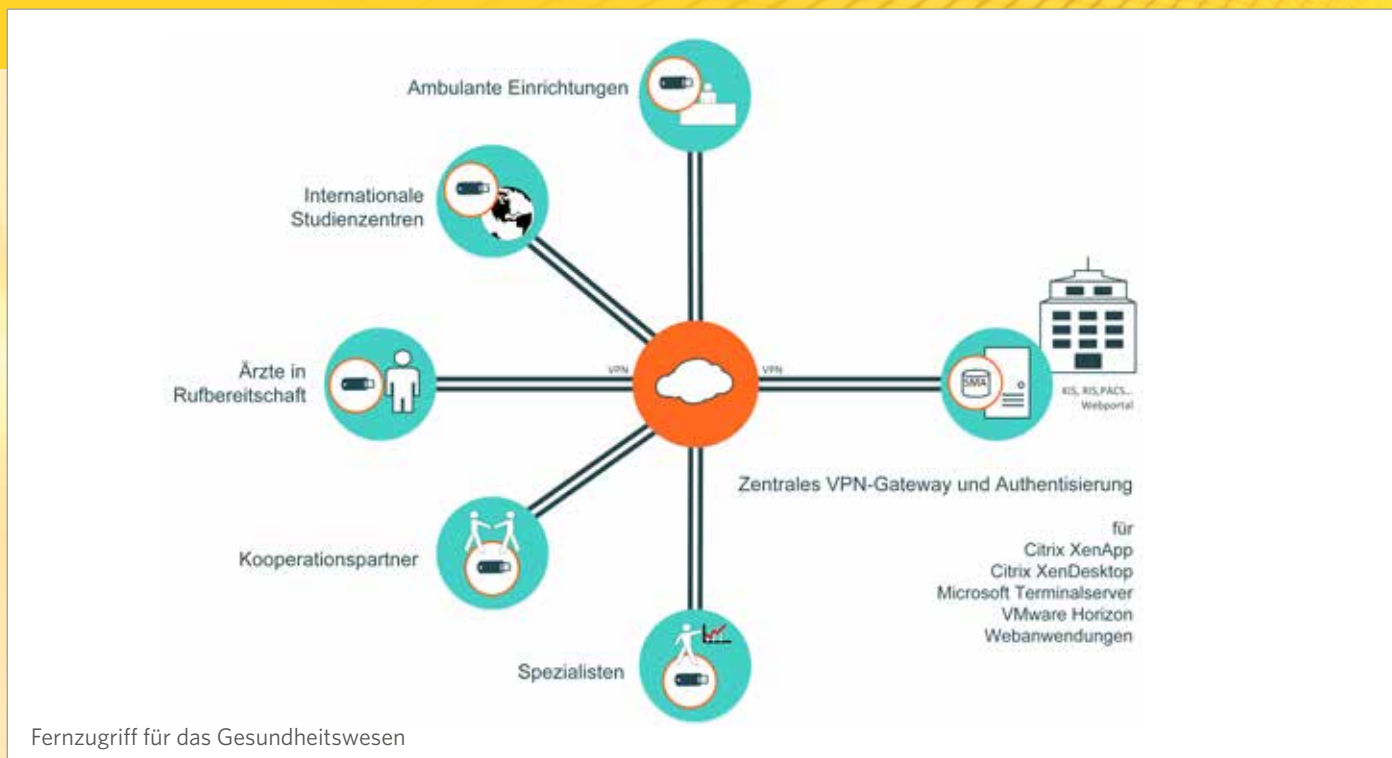 Ambulante Einrichtungen
Internationale
Studienzentren
Ärzte in
Rufbereitschaft
VPN
VPN
SMA
KIS, RIS,PACS...
Webportal
Zentrales VPN-Gateway und Authentisierung
für
Citrix XenApp
Citrix XenDesktop
Microsoft Terminalserver
VMware Horizon
Webanwendungen
Kooperationspartner
Spezialisten
Fernzugriff für das Gesundheitswesen